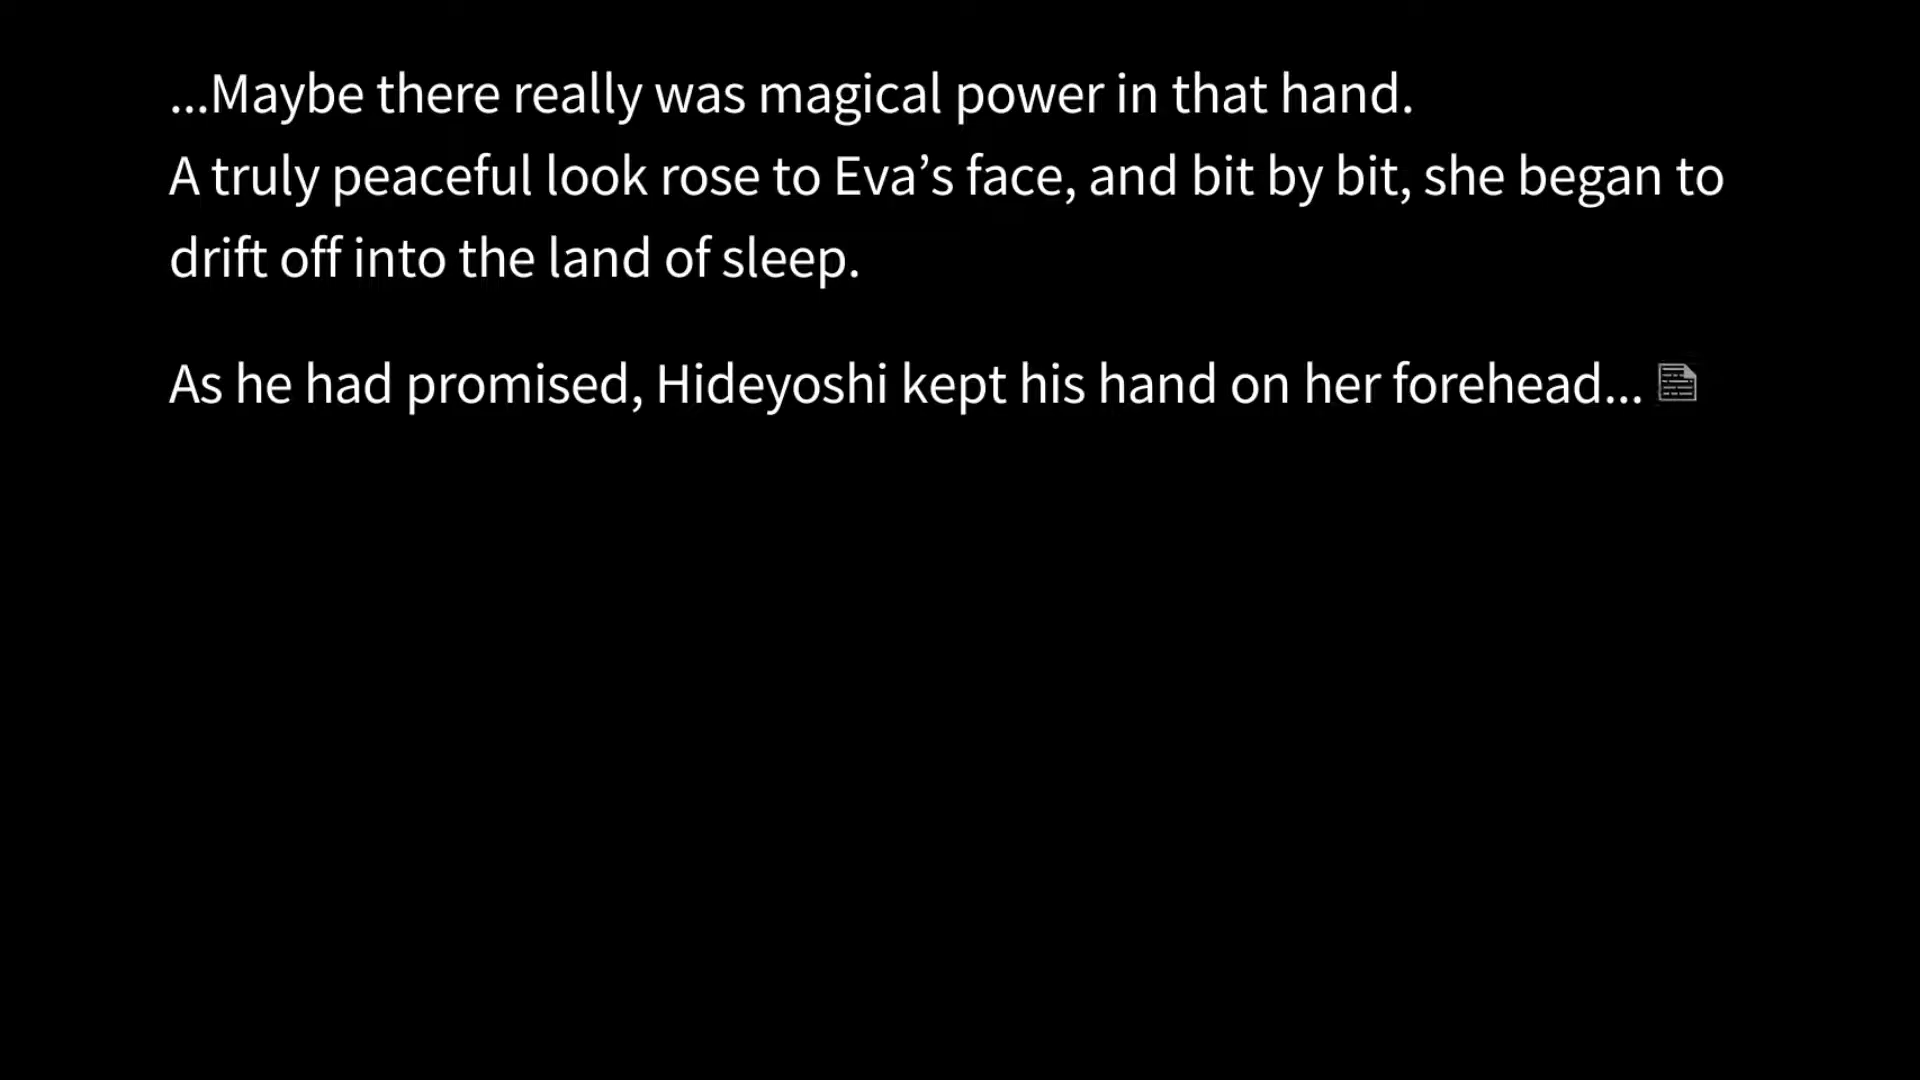 ...Maybe there really was magical power in that hand.
A truly peaceful look rose to Eva’s face, and bit by bit, she began to
drift off into the land of sleep.
As he had promised, Hideyoshi kept his hand on her forehead...